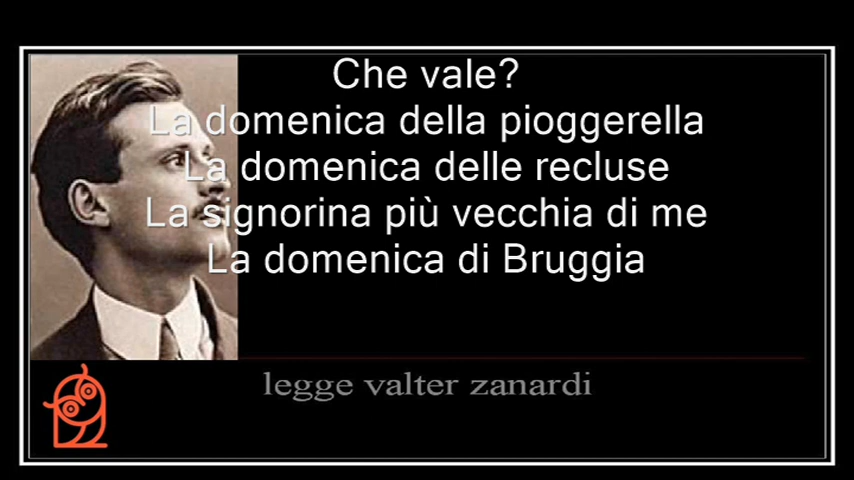 Che vale?
La domenica della pioggerella
La domenica delle recluse
La signorina più vecchia di me
La domenica di Bruggia
legge valter zanardi